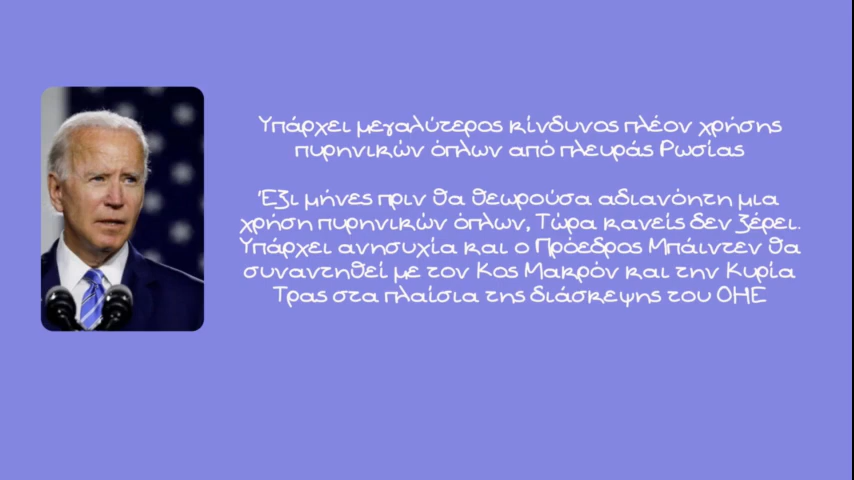 Υπάρχει μεγαλύτερος κίνδυνος πλέον χρήσης
πυρηνικών όπλων από πλευράς Ρωσίας
Έξι μήνες πριν θα θεωρούσα αδιανόητη μια
χρήση πυρηνικών όπλων, Τώρα κανείς δεν ξέρει.
Υπάρχει ανησυχία και ο Πρόεδρος Μπάιντεν θα
συναντηθεί με τον Κος Μακρόν και την Κυρία
Τρας στα πλαίσια της διάσκεψης του ΟΗΕ